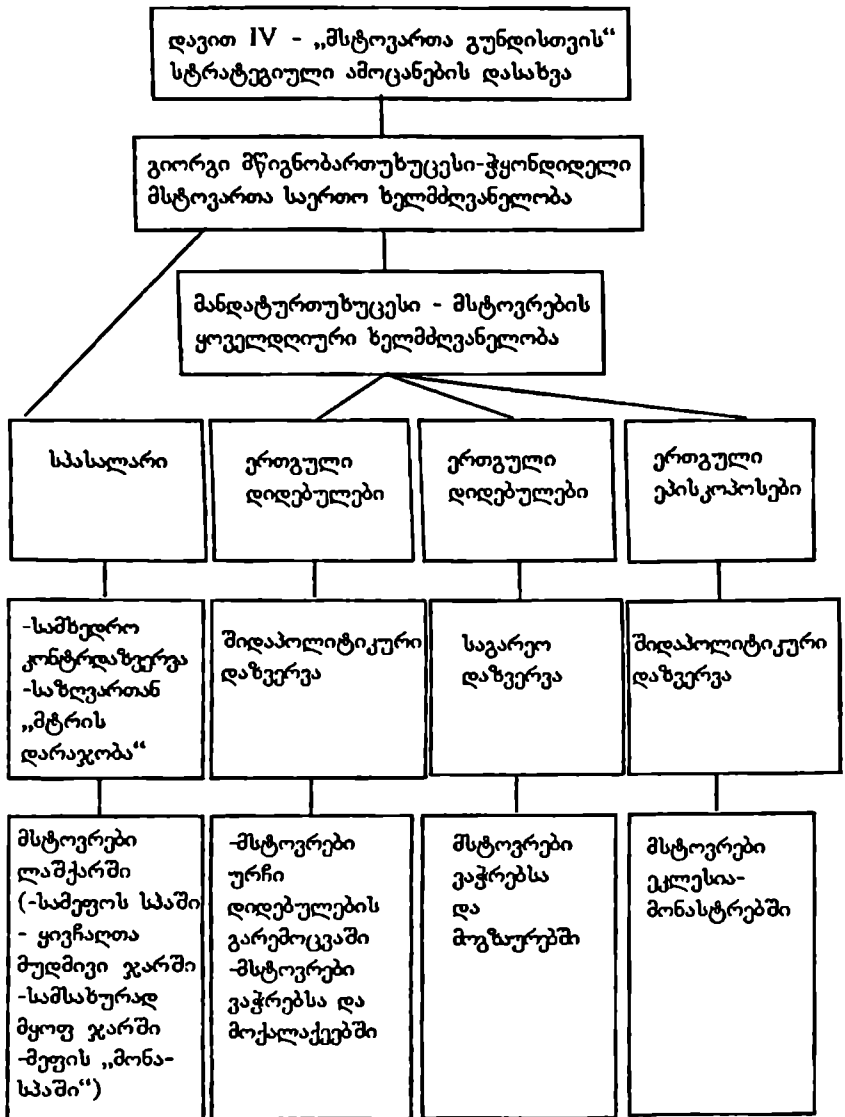 დავით IV - „მსტოვართა გუნდისთვის“
სტრატეგიული ამოცანების დასახვა
გიორგი მწიგნობართუხუცესი-ჭყონდიდელი
მსტოვართა საერთო ხელმძღვანელობა
მანდატურთუხუცესი - მსტოვრების
ყოველდღიური ხელმძღვანელობა
სპასალარი
ერთგული
დიდებულები
ერთგული
დიდებულები
ერთგული
ეპისკოპოსები
-სამხედრო
კონტრდაზვერვა
-საზღვართან
„მტრის
დარაჯობა“
შიდაპოლიტიკური
დაზვერვა
საგარეო
დაზვერვა
შიდაპოლიტიკური
დაზვერვა
მსტოვრები
ლაშქარში
(-სამეფოს სპაში
- ყივჩაღთა
მუდმივი ჯარში
-სამსახურად
მყოფ ჯარში
-მეფის „მონა-
სპაში“)
-მსტოვრები
ურჩი
დიდებულების
გარემოცვაში
-მსტოვრები
ვაჭრებსა და
მოქალაქეებში
მსტოვრები
ვაჭრებსა
და
მოგზაურებში
მსტოვრები
ეკლესია-
მონასტრებში